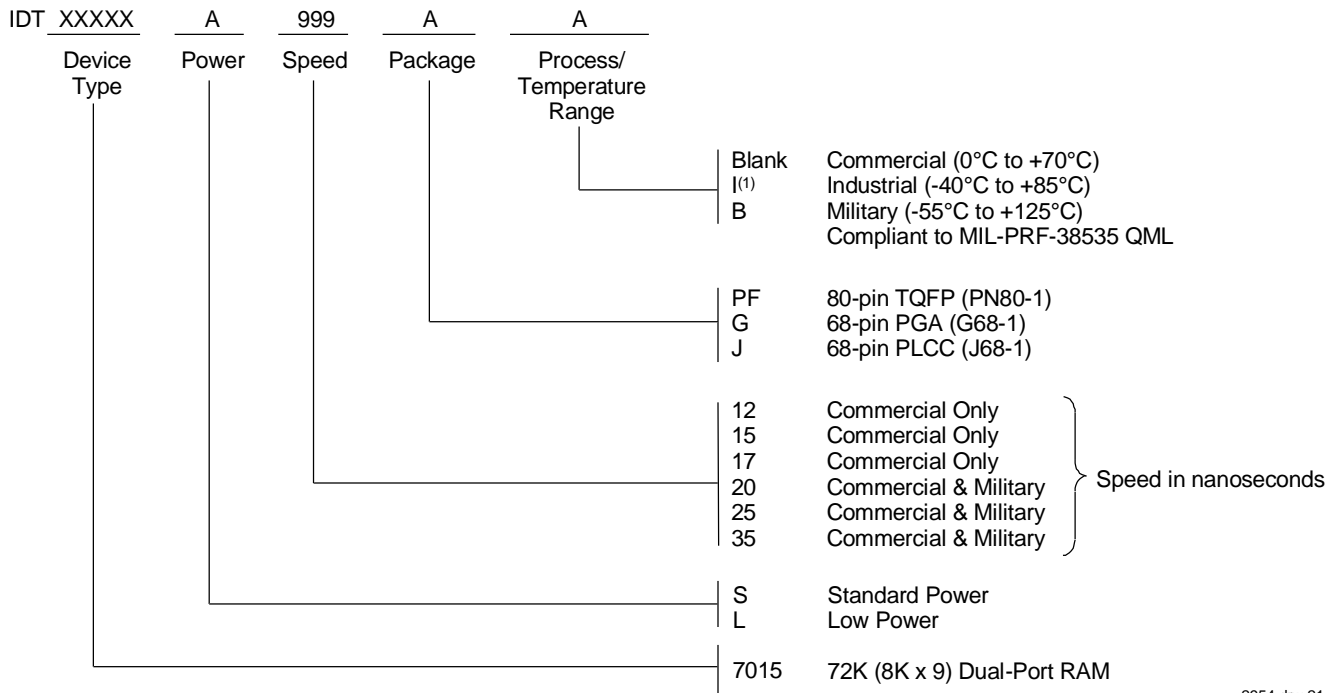 IDT XXXXX A 999 A A
Device Type
Power
Speed
Package
Process/ Temperature Range
Blank Commercial (0°C to +70°C)
I(1) Industrial (-40°C to +85°C)
B Military (-55°C to +125°C)
Compliant to MIL-PRF-38535 QML
PF 80-pin TQFP (PN80-1)
G 68-pin PGA (G68-1)
J 68-pin PLCC (J68-1)
12 Commercial Only
15 Commercial Only
17 Commercial Only
20 Commercial & Military
25 Commercial & Military
35 Commercial & Military
Speed in nanoseconds
S Standard Power
L Low Power
7015 72K (8K x 9) Dual-Port RAM